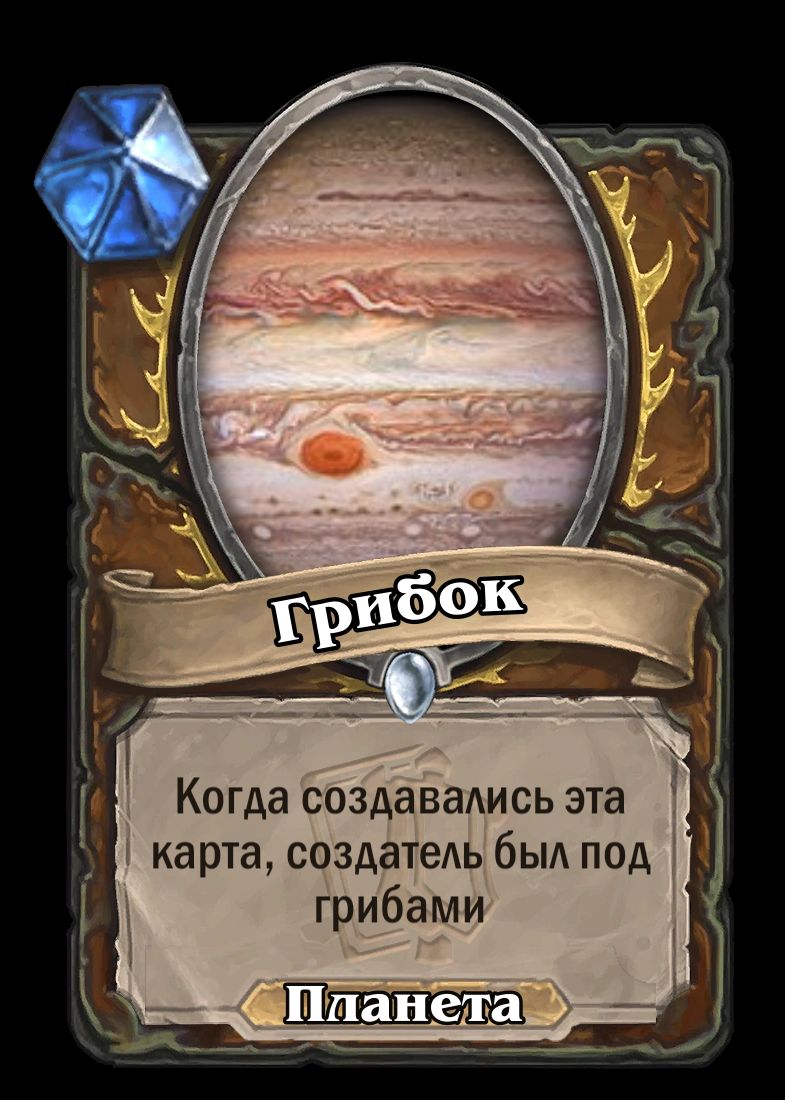 Грибок
Когда создавались эта
карта, создатель был под
грибами
Планета